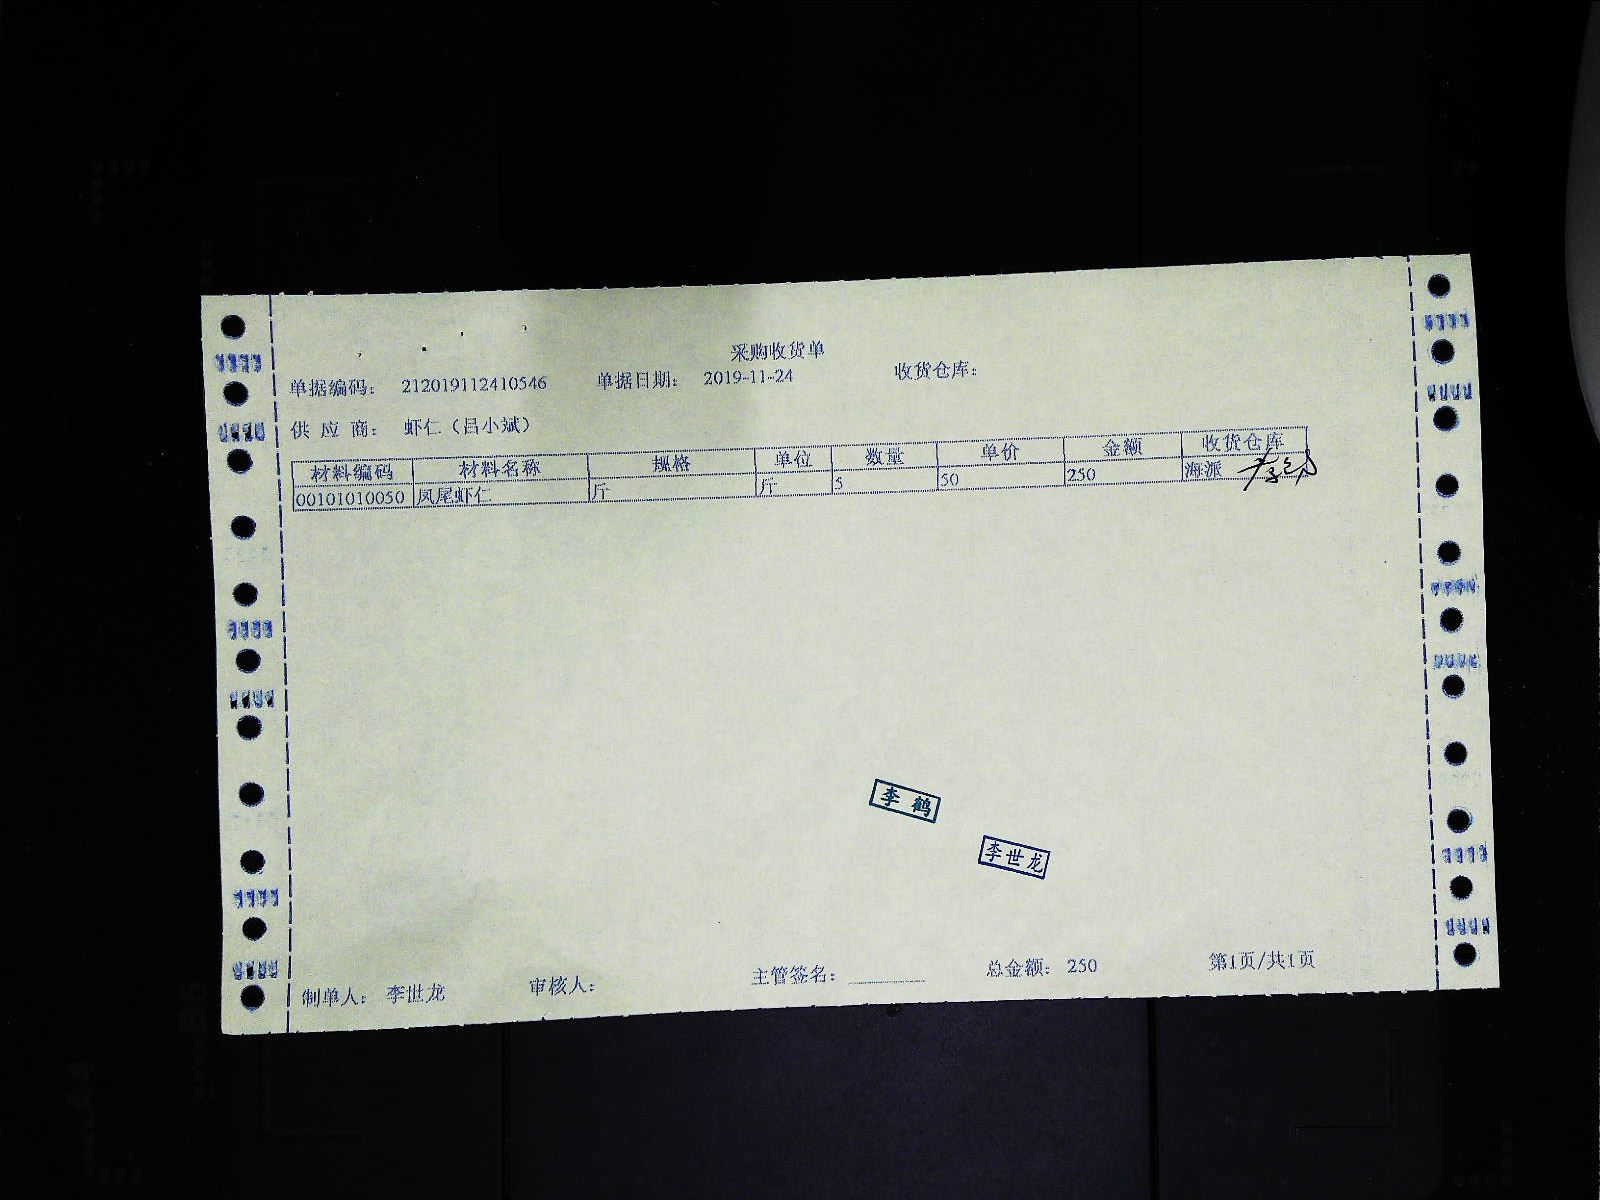 采购收货单
单据编码: 212019112410546 单据日期: 2019-11-24 收货仓库:
供 应 商: 虾仁（吕小斌）
材料编码 材料名称 规格 单位 数量 单价 金额 收货仓库
00101010050 凤尾虾仁 斤 斤 5 50 250 海派
李 鹤
李世龙
制单人: 李世龙 审核人: 主管签名: 总金额: 250 第1页/共1页